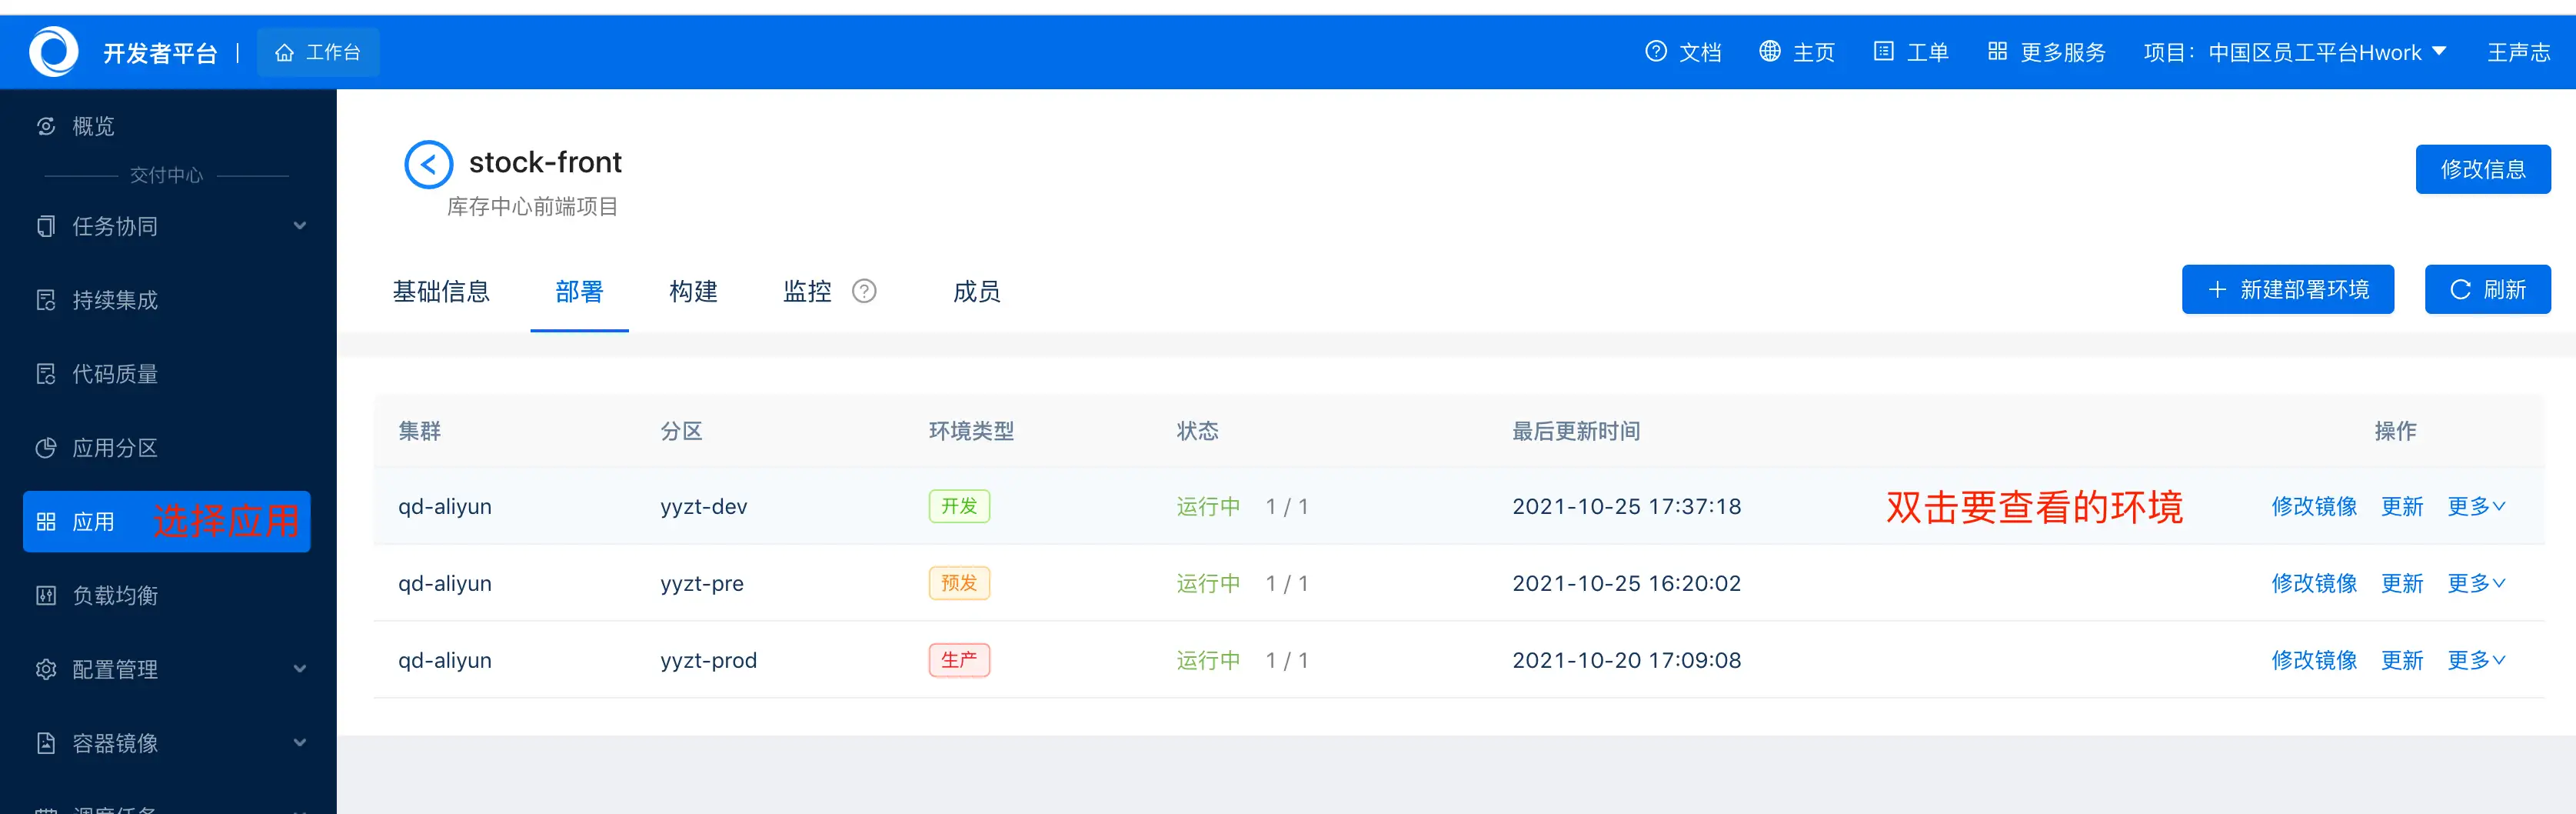 开发者平台 | 工作台 文档 主页 工单 更多服务 项目：中国区员工平台Hwork 王声志
概览
交付中心
任务协同
持续集成
代码质量
应用分区
应用 选择应用
负载均衡
配置管理
容器镜像
调度任务
stock-front
库存中心前端项目
修改信息
基础信息 部署 构建 监控 ? 成员
+ 新建部署环境 刷新
集群 分区 环境类型 状态 最后更新时间 操作
qd-aliyun yyzt-dev 开发 运行中 1 / 1 2021-10-25 17:37:18 双击要查看的环境 修改镜像 更新 更多
qd-aliyun yyzt-pre 预发 运行中 1 / 1 2021-10-25 16:20:02 修改镜像 更新 更多
qd-aliyun yyzt-prod 生产 运行中 1 / 1 2021-10-20 17:09:08 修改镜像 更新 更多